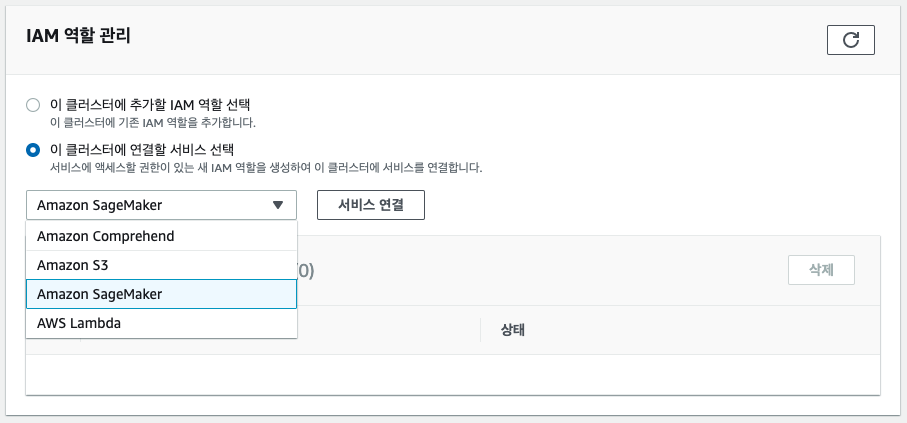 IAM 역할 관리
이 클러스터에 추가할 IAM 역할 선택
이 클러스터에 기존 IAM 역할을 추가합니다.
이 클러스터에 연결할 서비스 선택
서비스에 액세스할 권한이 있는 새 IAM 역할을 생성하여 이 클러스터에 서비스를 연결합니다.
Amazon SageMaker
서비스 연결
Amazon Comprehend
Amazon S3
0)
삭제
Amazon SageMaker
AWS Lambda
상태